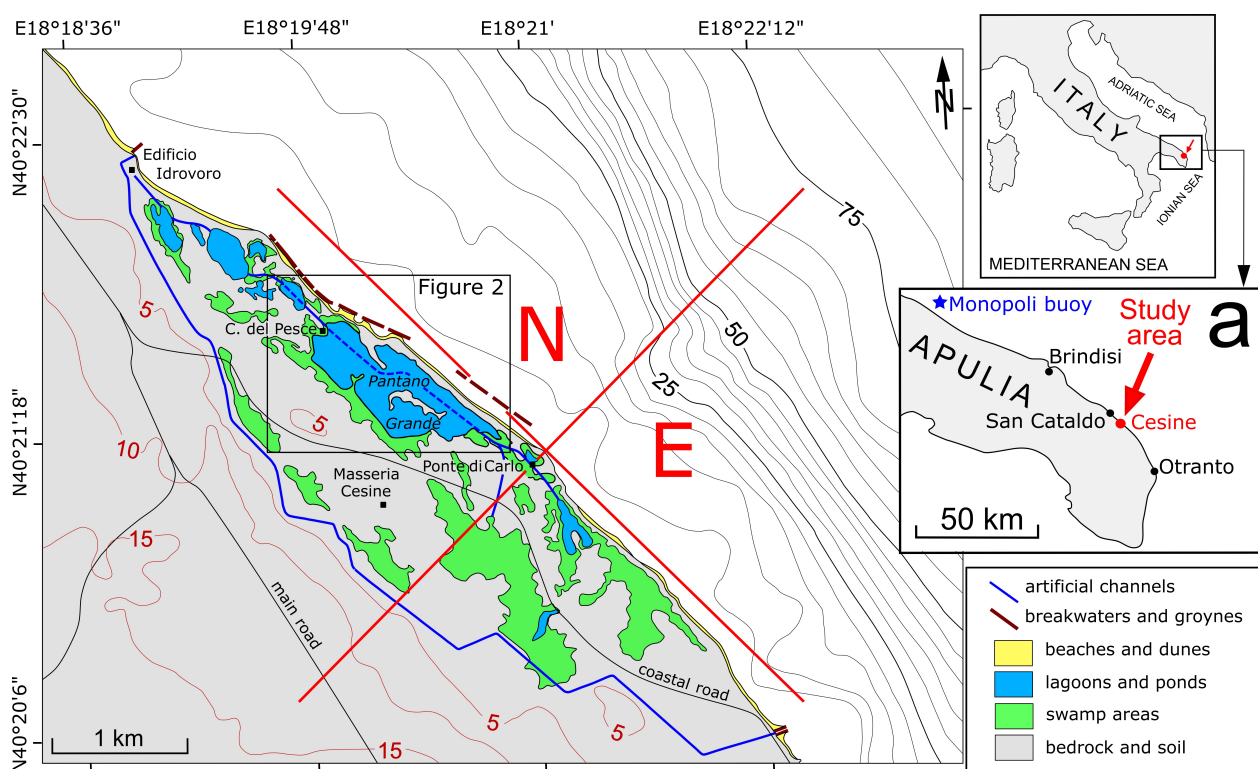 E18°18'36"
E18°19'48"
E18°21'
E18°22'12"
N40°22'30"
N40°21'18"
N40°20'6"
Edificio
Idrovoro
Figure 2
C. del Pesce
Pantano
Grande
Ponte di Carlo
Masseria
Cesine
main road
coastal road
5
10
15
5
5
5
15
25
50
75
N
E
N
1 km
ITALY
ADRIATIC SEA
IONIAN SEA
MEDITERRANEAN SEA
a
Monopoli buoy
Study
area
APULIA
Brindisi
San Cataldo
Cesine
Otranto
50 km
artificial channels
breakwaters and groynes
beaches and dunes
lagoons and ponds
swamp areas
bedrock and soil